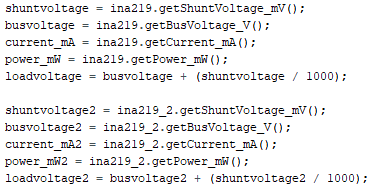 shuntvoltage = ina219.getShuntVoltage_mV();
busvoltage = ina219.getBusVoltage_V();
current_mA = ina219.getCurrent_mA();
power_mW = ina219.getPower_mW();
loadvoltage = busvoltage + (shuntvoltage / 1000);

shuntvoltage2 = ina219_2.getShuntVoltage_mV();
busvoltage2 = ina219_2.getBusVoltage_V();
current_mA2 = ina219_2.getCurrent_mA();
power_mW2 = ina219_2.getPower_mW();
loadvoltage2 = busvoltage2 + (shuntvoltage2 / 1000);